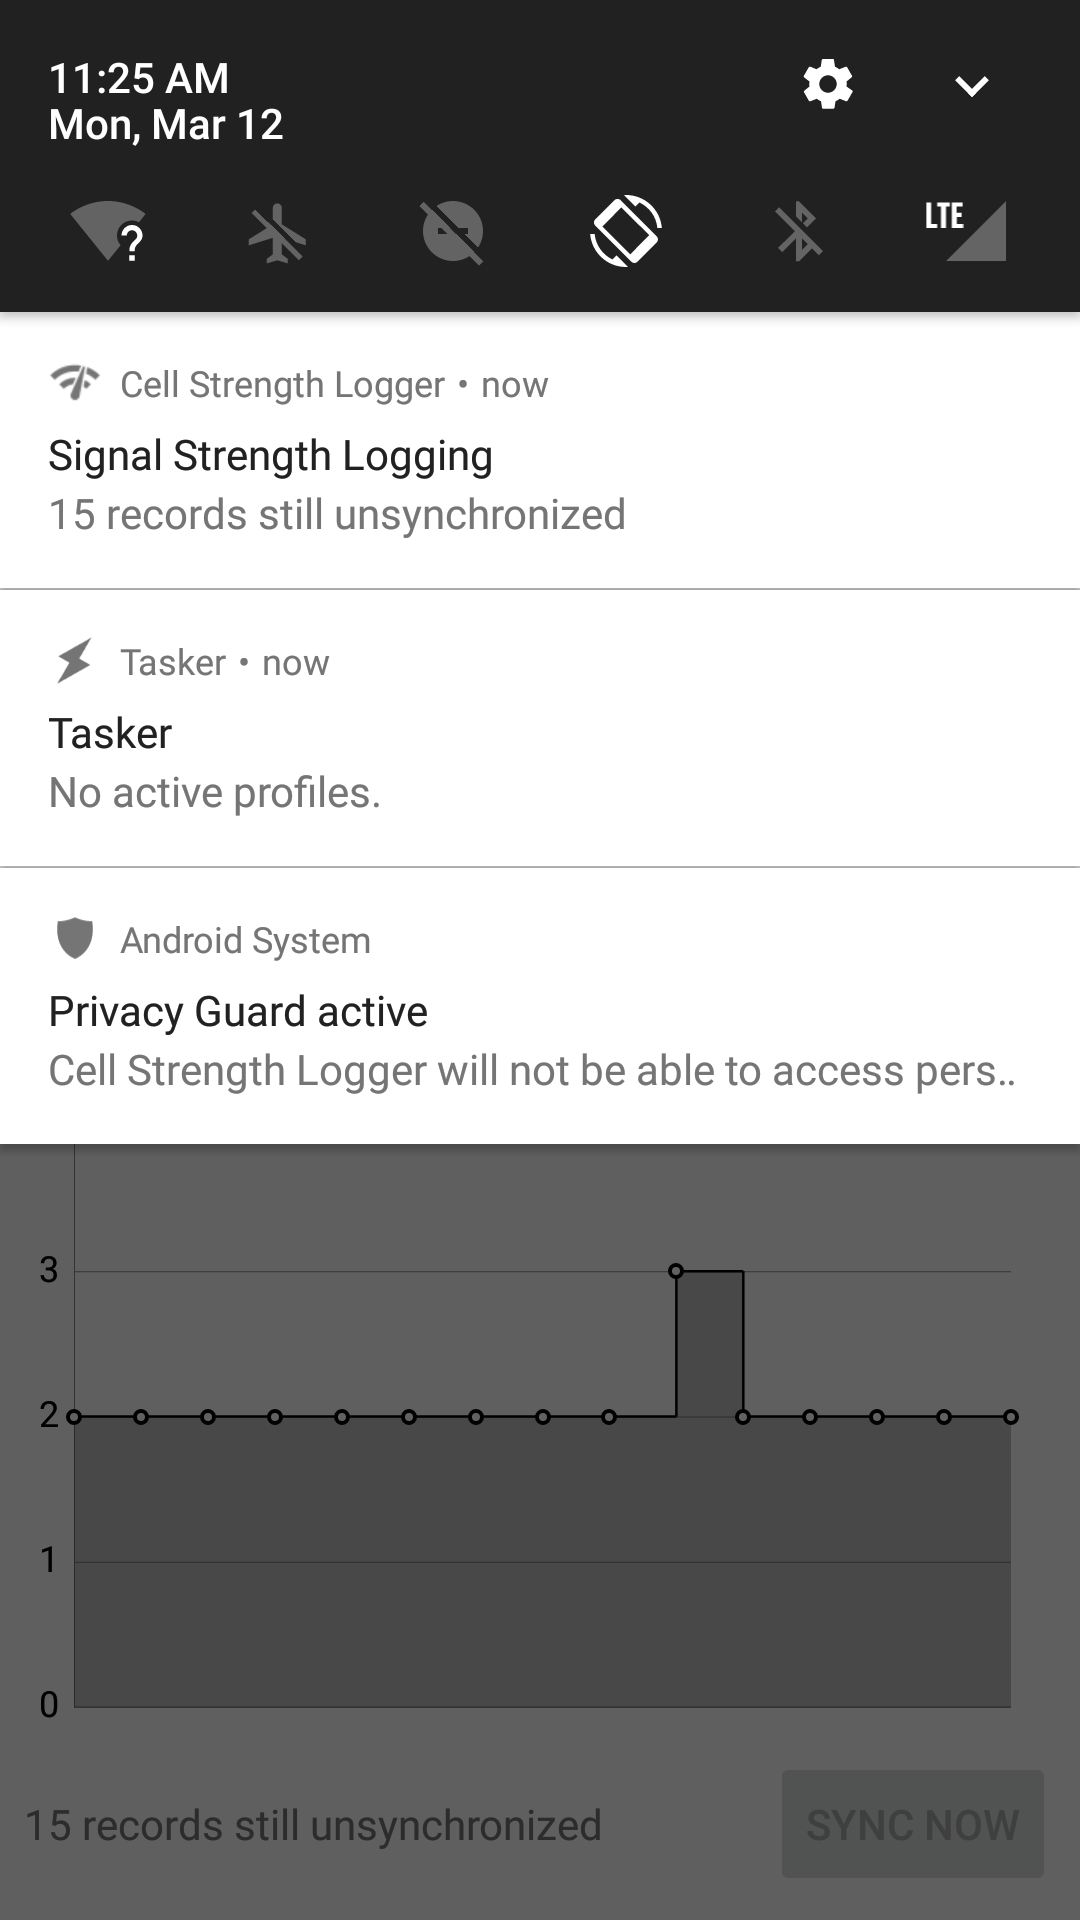 11:25 AM
Mon, Mar 12
?
LTE
Cell Strength Logger • now
Signal Strength Logging
15 records still unsynchronized
Tasker • now
Tasker
No active profiles.
Android System
Privacy Guard active
Cell Strength Logger will not be able to access pers..
3
2
1
0
15 records still unsynchronized
SYNC NOW